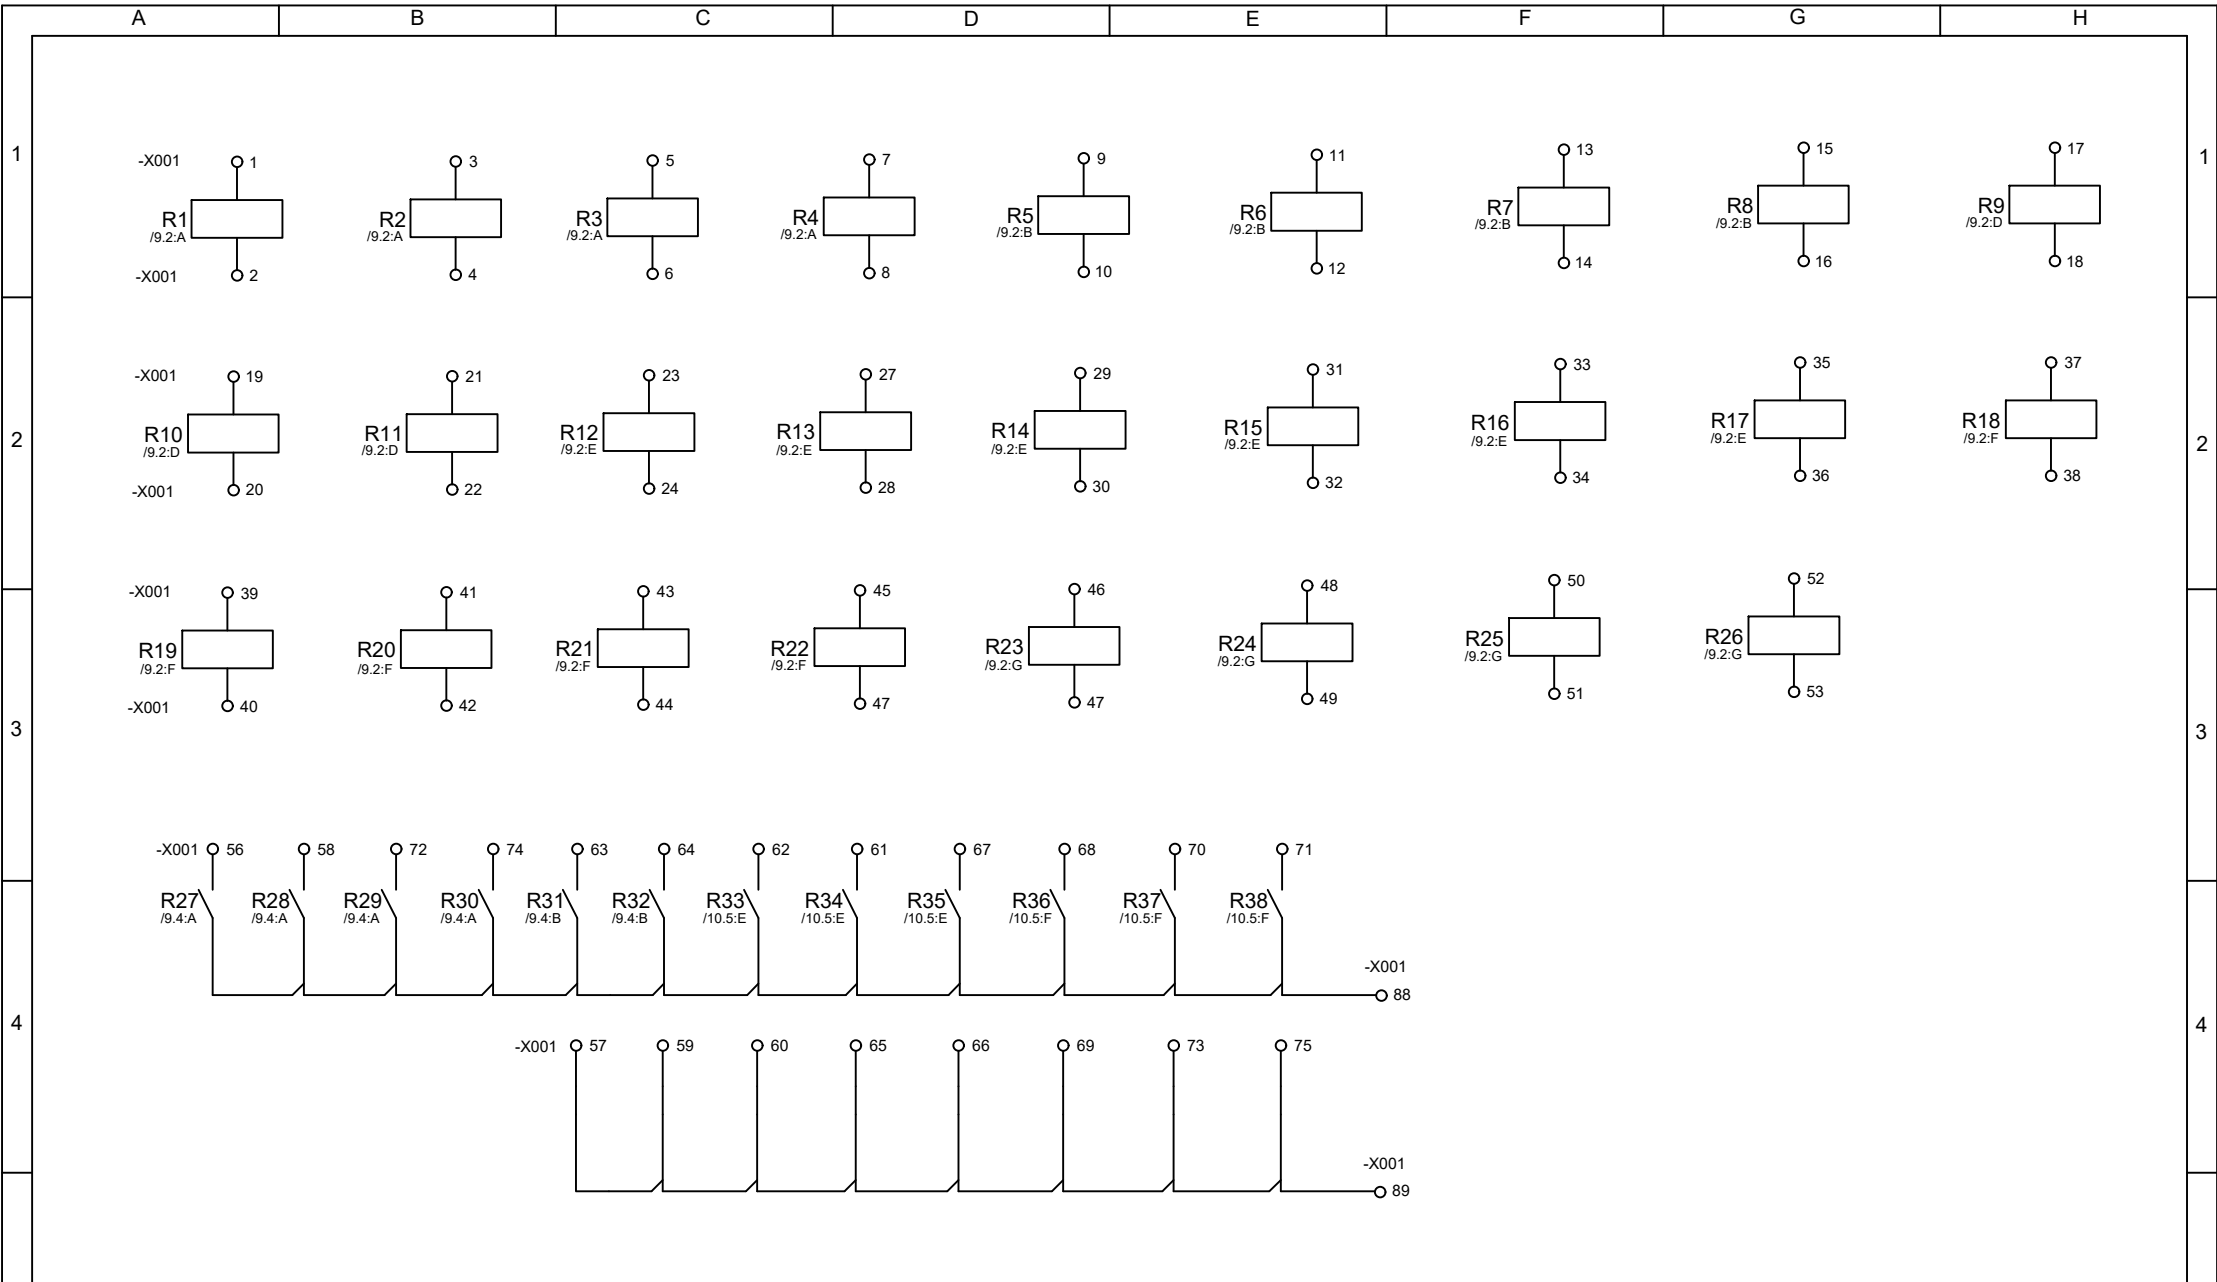 A B C D E F G H
1 1
-X001 1 3 5 7 9 11 13 15 17
R1 R2 R3 R4 R5 R6 R7 R8 R9
/9.2:A /9.2:A /9.2:A /9.2:A /9.2:B /9.2:B /9.2:B /9.2:B /9.2:D
-X001 2 4 6 8 10 12 14 16 18
-X001 19 21 23 27 29 31 33 35 37
2 R10 R11 R12 R13 R14 R15 R16 R17 R18 2
/9.2:D /9.2:D /9.2:E /9.2:E /9.2:E /9.2:E /9.2:E /9.2:E /9.2:F
-X001 20 22 24 28 30 32 34 36 38
-X001 39 41 43 45 46 48 50 52
R19 R20 R21 R22 R23 R24 R25 R26
/9.2:F /9.2:F /9.2:F /9.2:F /9.2:G /9.2:G /9.2:G /9.2:G
-X001 40 42 44 47 47 49 51 53
3 3
-X001 56 58 72 74 63 64 62 61 67 68 70 71
R27 R28 R29 R30 R31 R32 R33 R34 R35 R36 R37 R38
/9.4:A /9.4:A /9.4:A /9.4:A /9.4:B /9.4:B /10.5:E /10.5:E /10.5:E /10.5:F /10.5:F /10.5:F
-X001
88
4 4
-X001 57 59 60 65 66 69 73 75
-X001
89